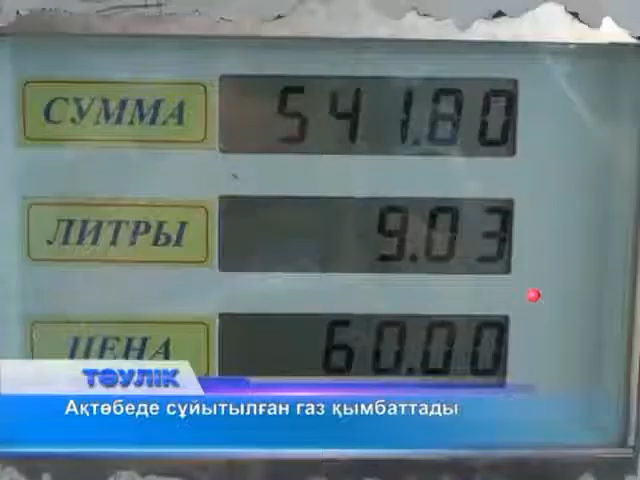 СУММА 541.80
ЛИТРЫ 9.03
ЦЕНА 60.00
ТӘУЛІК
Ақтөбеде сұйытылған газ қымбаттады